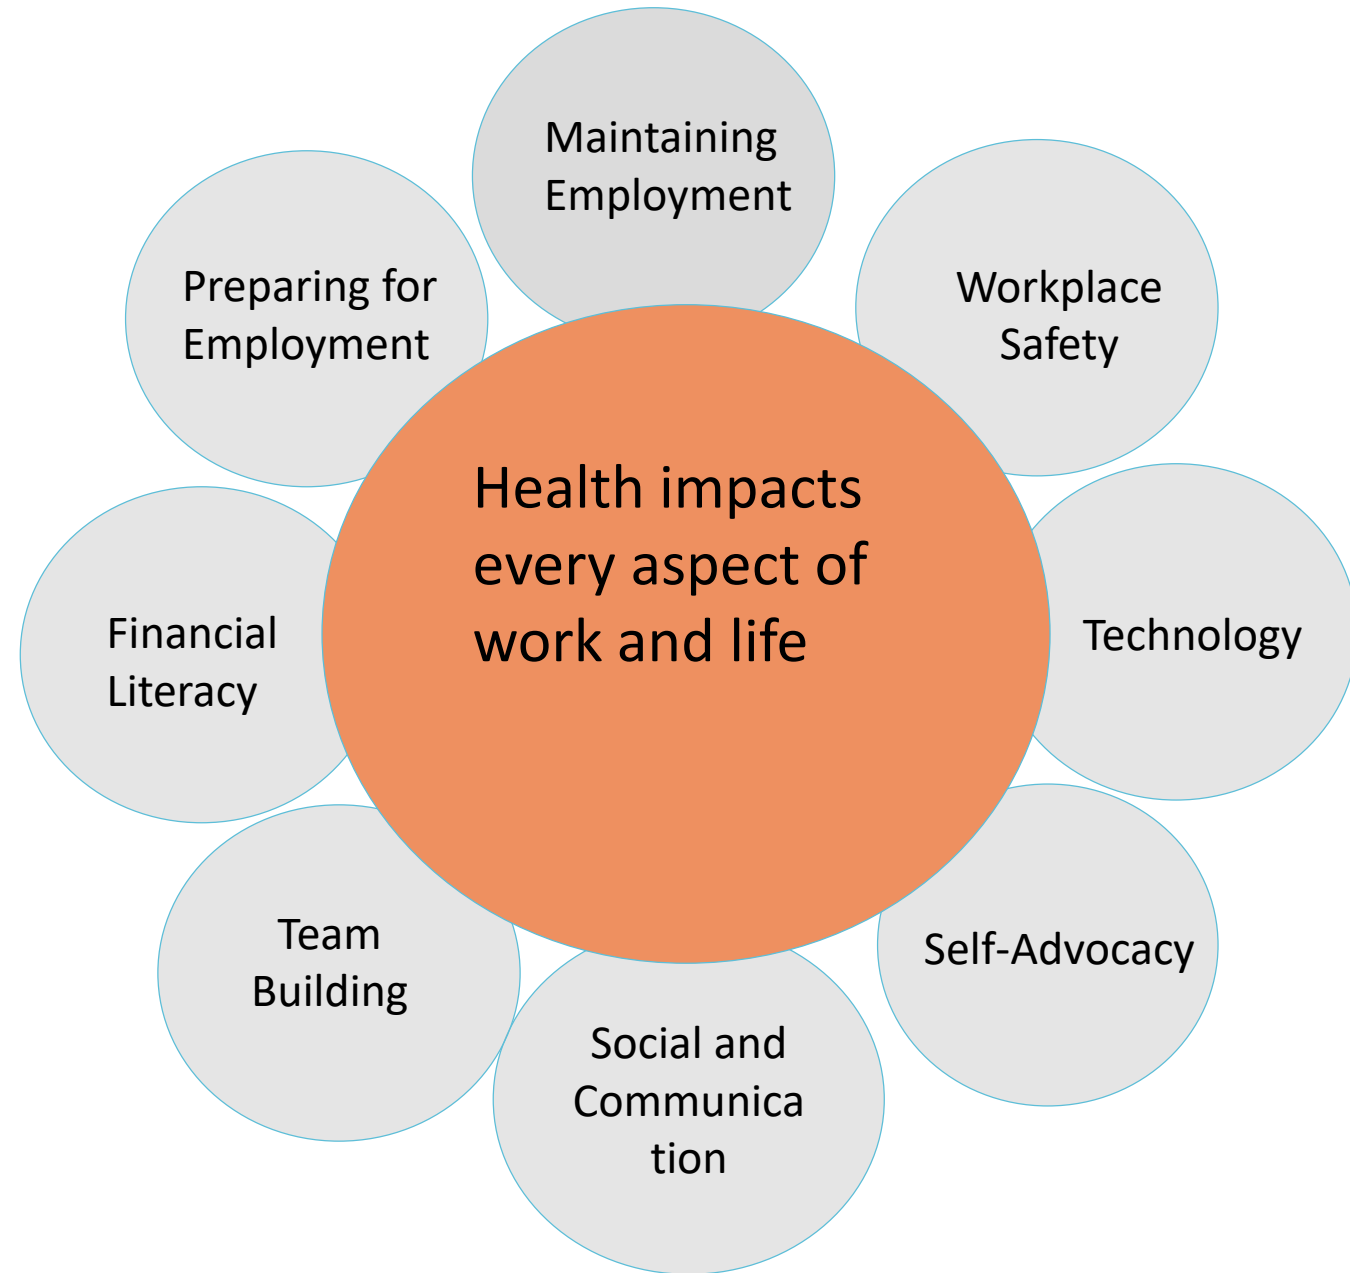 Maintaining
Employment
Preparing for
Employment
Workplace
Safety
Health impacts
every aspect of
work and life
Financial
Literacy
Technology
Team
Building
Self-Advocacy
Social and
Communica
tion